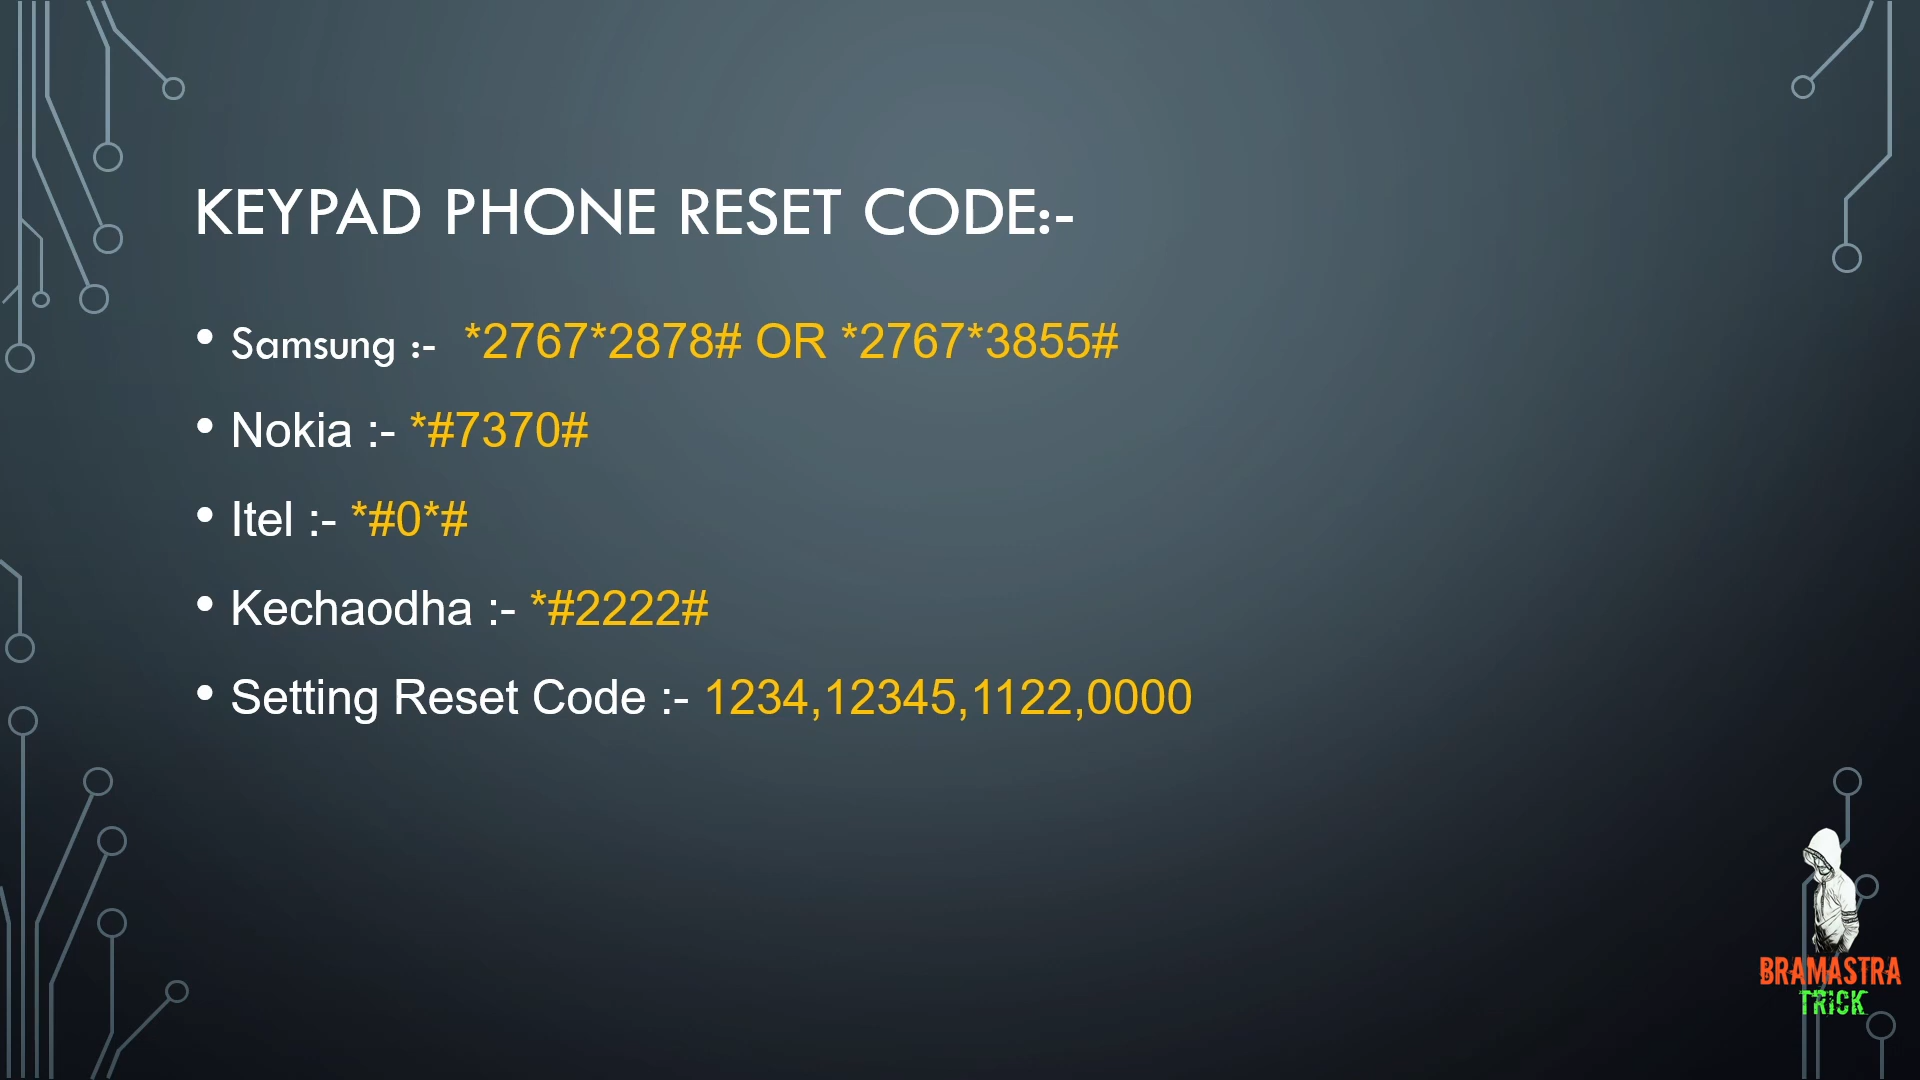 KEYPAD PHONE RESET CODE:-
• Samsung :- *2767*2878# OR *2767*3855#
• Nokia :- *#7370#
• Itel :- *#0*#
• Kechaodha :- *#2222#
• Setting Reset Code :- 1234,12345,1122,0000
BRAMASTRA
TRICK